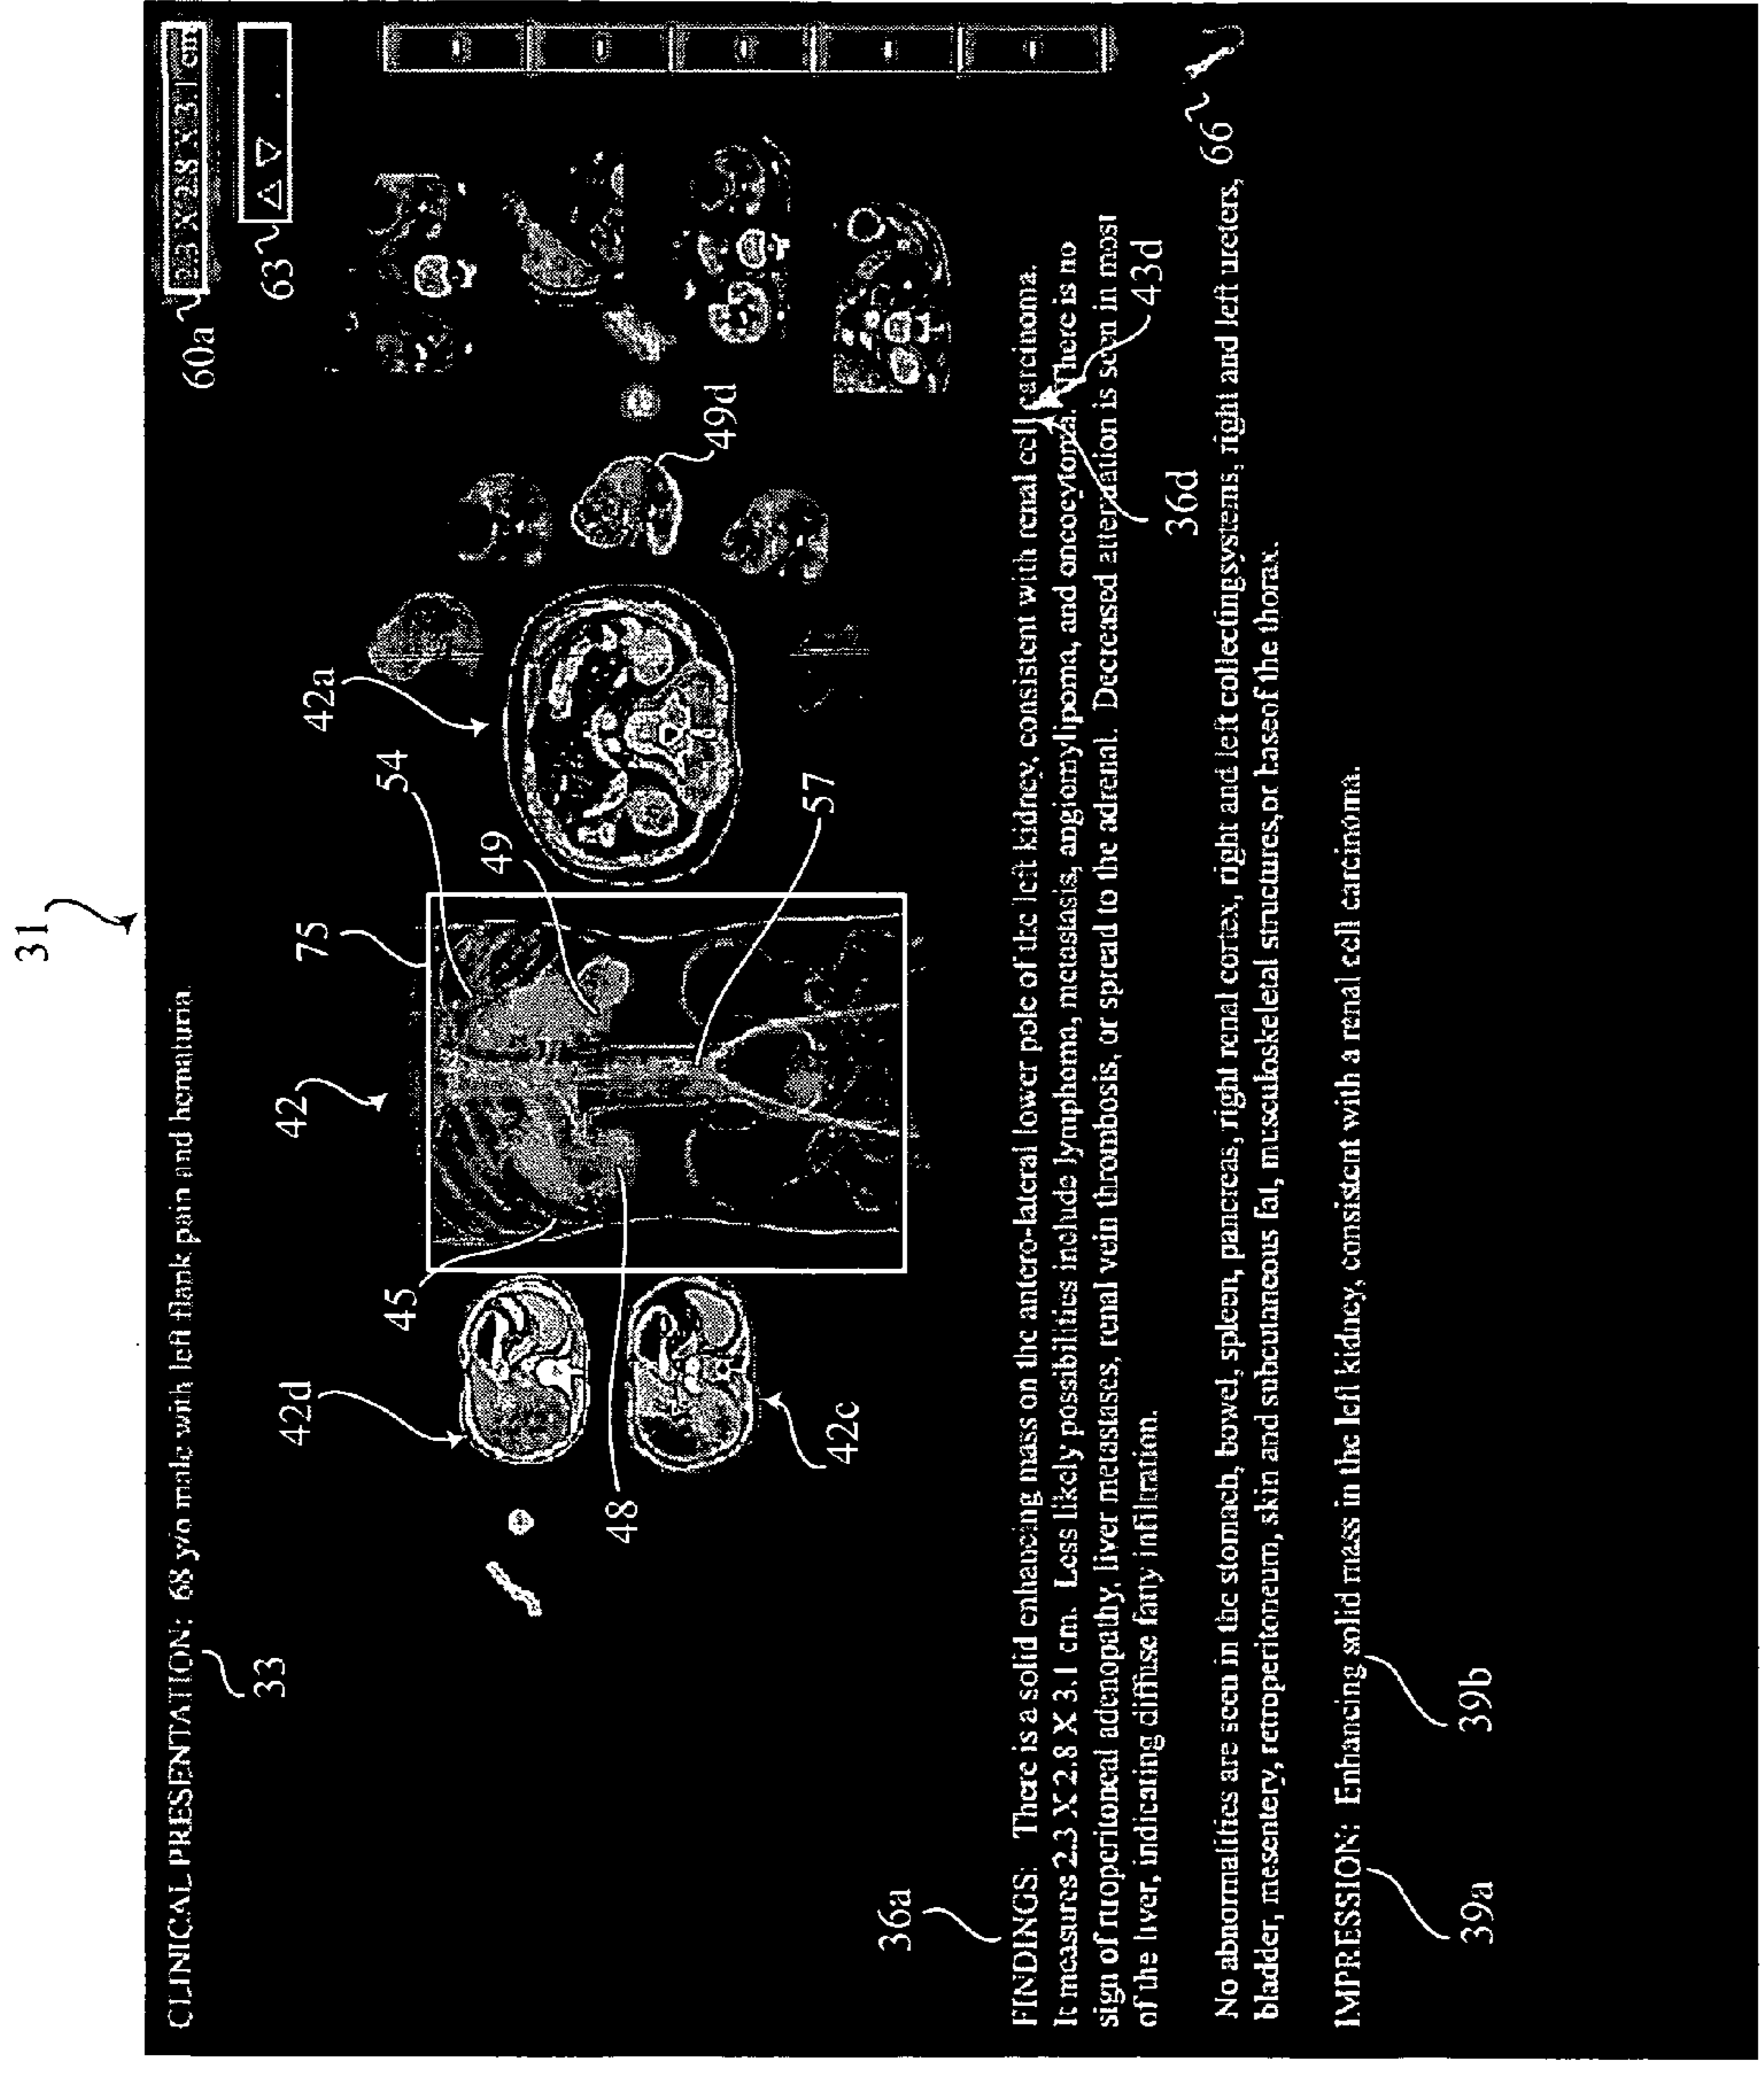 31
CLINICAL PRESENTATION: 68 y/o male with left flank pain and hematuria.
33
60a
2.3 X 2.8 X 3.1 cm
63
42d
45
42
75
54
42a
49
49d
48
42c
57
36a
FINDINGS: There is a solid enhancing mass on the antero-lateral lower pole of the left kidney, consistent with renal cell carcinoma.
It measures 2.3 X 2.8 X 3.1 cm. Less likely possibilities include lymphoma, metastasis, angiomylipoma, and oncocytoma. There is no
sign of retroperitoneal adenopathy, liver metastases, renal vein thrombosis, or spread to the adrenal. Decreased attenuation is seen in most
of the liver, indicating diffuse fatty infiltration.
43d
36d
No abnormalities are seen in the stomach, bowel, spleen, pancreas, right renal cortex, right and left collectingsystems, right and left ureters,
bladder, mesentery, retroperitoneum, skin and subcutaneous fat, musculoskeletal structures,or baseof the thorax.
66
IMPRESSION: Enhancing solid mass in the left kidney, consistent with a renal cell carcinoma.
39a
39b